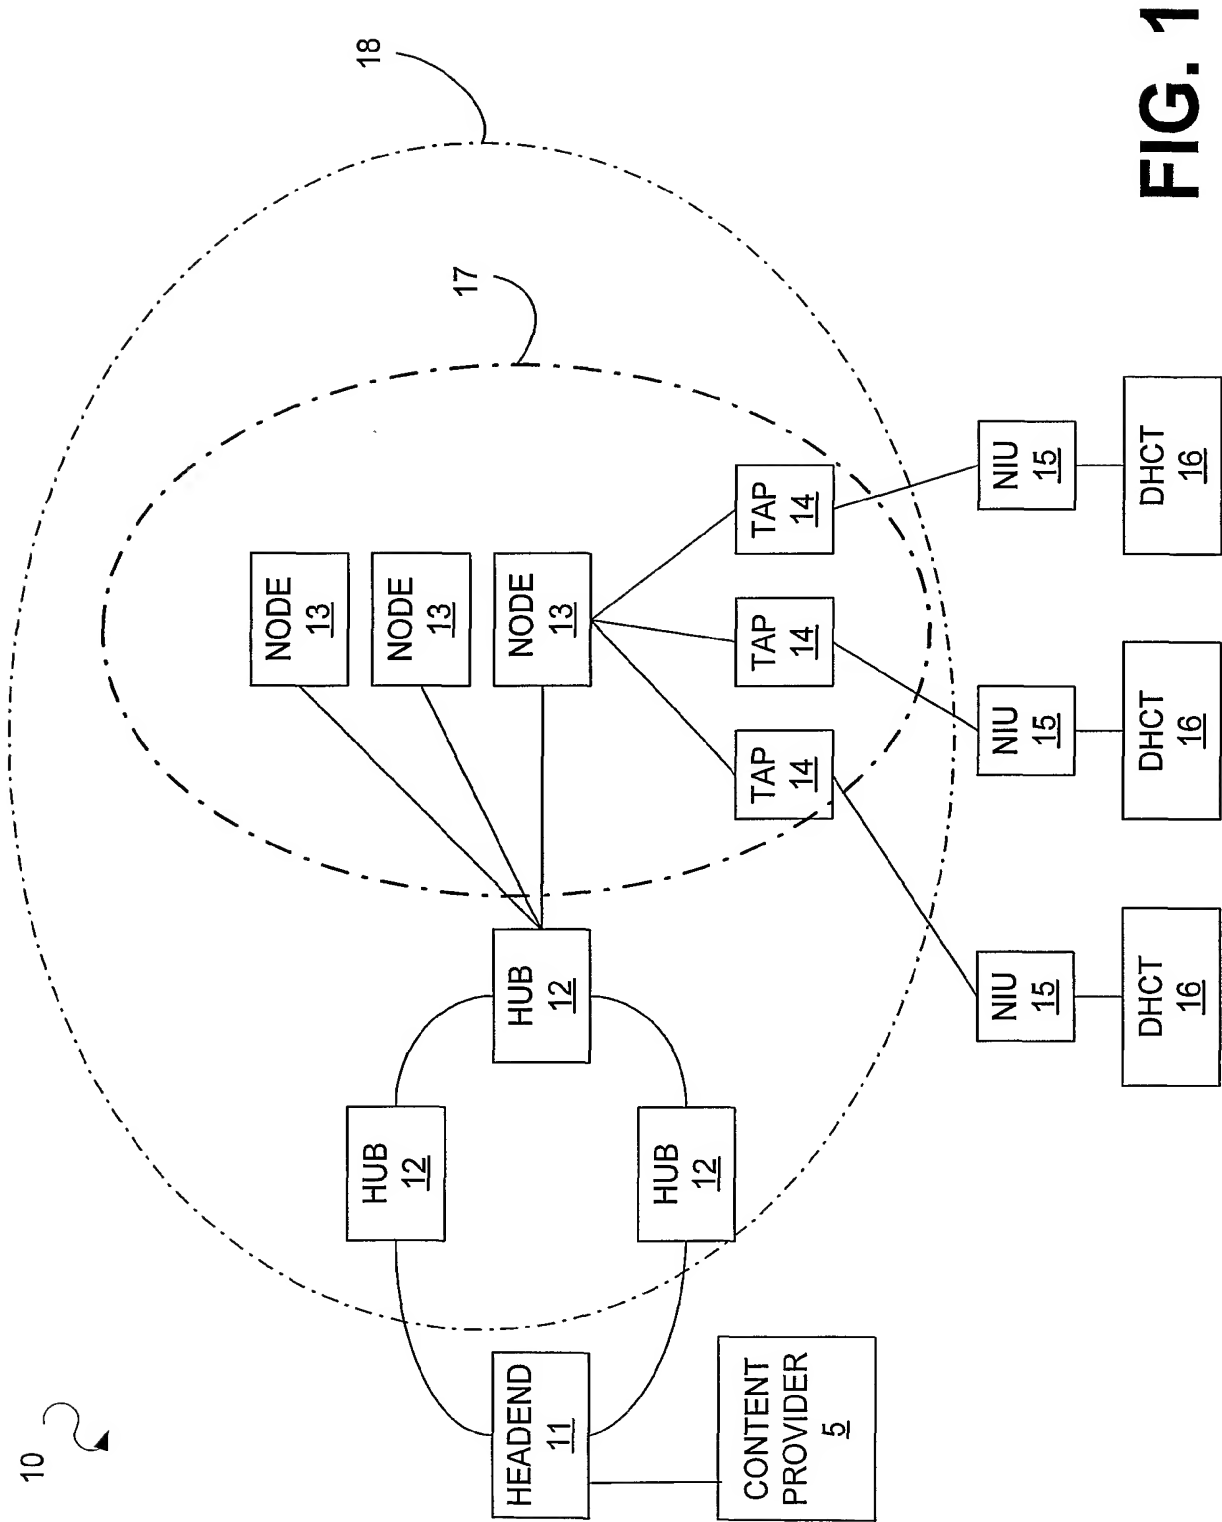 10
18
17
HEADEND
11
CONTENT
PROVIDER
5
HUB
12
HUB
12
HUB
12
NODE
13
NODE
13
NODE
13
TAP
14
TAP
14
TAP
14
NIU
15
NIU
15
NIU
15
DHCT
16
DHCT
16
DHCT
16
FIG. 1